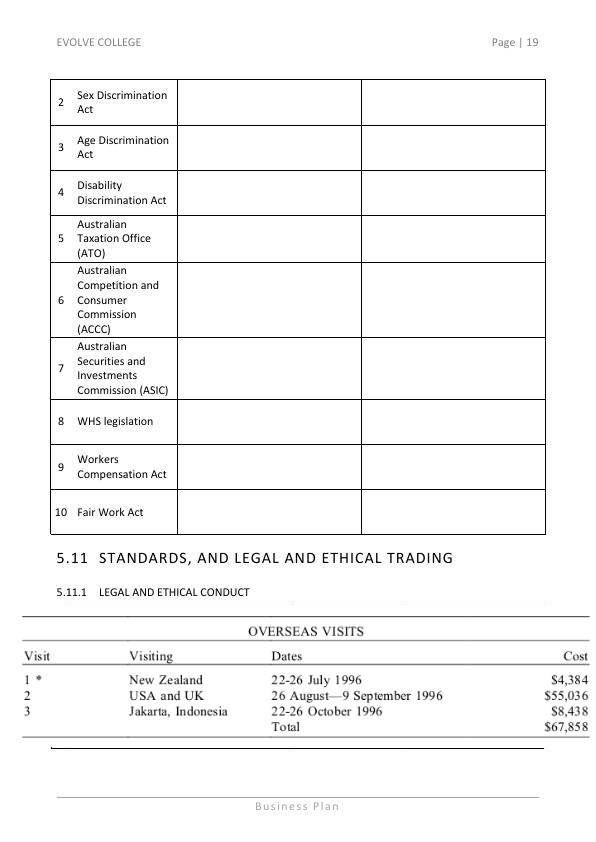 EVOLVE COLLEGE Page | 19
2 Sex Discrimination
Act
3 Age Discrimination
Act
4 Disability
Discrimination Act
5 Australian
Taxation Office
(ATO)
6 Australian
Competition and
Consumer
Commission
(ACCC)
7 Australian
Securities and
Investments
Commission (ASIC)
8 WHS legislation
9 Workers
Compensation Act
10 Fair Work Act
5.11 STANDARDS, AND LEGAL AND ETHICAL TRADING
5.11.1 LEGAL AND ETHICAL CONDUCT
OVERSEAS VISITS
Visit Visiting Dates Cost
1 * New Zealand 22-26 July 1996 $4,384
2 USA and UK 26 August—9 September 1996 $55,036
3 Jakarta, Indonesia 22-26 October 1996 $8,438
Total $67,858
Business Plan